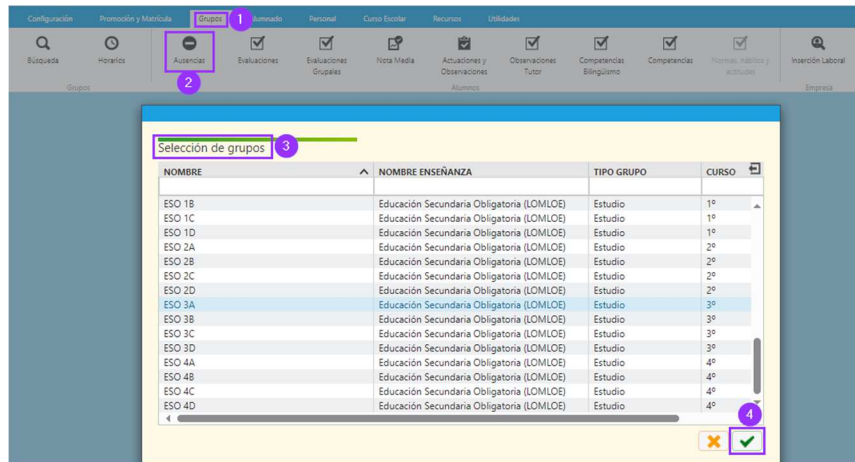 Configuración Promoción y Matrícula Grupos 1 Alumnado Personal Curso Escolar Recursos Utilidades
Búsqueda Horarios Ausencias Evaluaciones Evaluaciones Grupales Nota Media Actuaciones y Observaciones Observaciones Tutor Competencias Bilingüismo Competencias Normas, hábitos y actitudes Inserción Laboral
2
Grupos Alumnos Empresa
Selección de grupos 3
NOMBRE NOMBRE ENSEÑANZA TIPO GRUPO CURSO
ESO 1B Educación Secundaria Obligatoria (LOMLOE) Estudio 1º
ESO 1C Educación Secundaria Obligatoria (LOMLOE) Estudio 1º
ESO 1D Educación Secundaria Obligatoria (LOMLOE) Estudio 1º
ESO 2A Educación Secundaria Obligatoria (LOMLOE) Estudio 2º
ESO 2B Educación Secundaria Obligatoria (LOMLOE) Estudio 2º
ESO 2C Educación Secundaria Obligatoria (LOMLOE) Estudio 2º
ESO 2D Educación Secundaria Obligatoria (LOMLOE) Estudio 2º
ESO 3A Educación Secundaria Obligatoria (LOMLOE) Estudio 3º
ESO 3B Educación Secundaria Obligatoria (LOMLOE) Estudio 3º
ESO 3C Educación Secundaria Obligatoria (LOMLOE) Estudio 3º
ESO 3D Educación Secundaria Obligatoria (LOMLOE) Estudio 3º
ESO 4A Educación Secundaria Obligatoria (LOMLOE) Estudio 4º
ESO 4B Educación Secundaria Obligatoria (LOMLOE) Estudio 4º
ESO 4C Educación Secundaria Obligatoria (LOMLOE) Estudio 4º
ESO 4D Educación Secundaria Obligatoria (LOMLOE) Estudio 4º
4